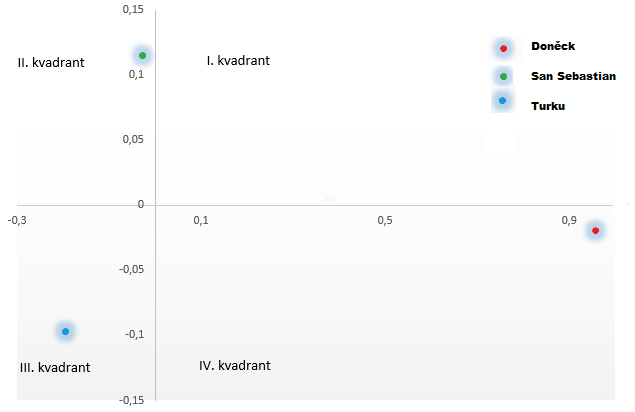 0,15
II. kvadrant
I. kvadrant
0,1
0,05
0
-0,3
0,1
0,5
0,9
-0,05
-0,1
III. kvadrant
IV. kvadrant
-0,15
Doněck
San Sebastian
Turku